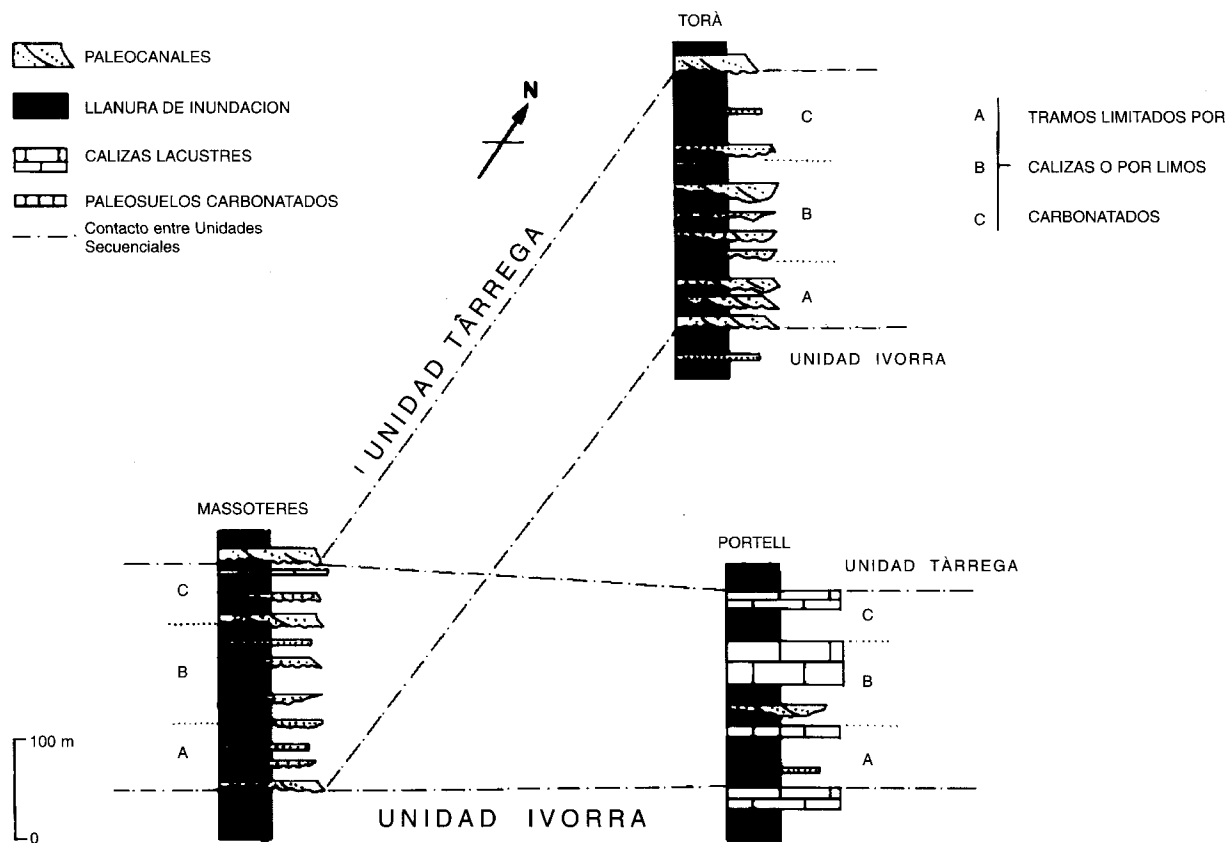 PALEOCANALES
LLANURA DE INUNDACION
CALIZAS LACUSTRES
PALEOSUELOS CARBONATADOS
Contacto entre Unidades
Secuenciales
N
TORÀ
C
B
A
UNIDAD IVORRA
A TRAMOS LIMITADOS POR
B CALIZAS O POR LIMOS
C CARBONATADOS
UNIDAD TÂRREGA
MASSOTERES
C
B
A
100 m
0
PORTELL
UNIDAD TÀRREGA
C
B
A
UNIDAD IVORRA